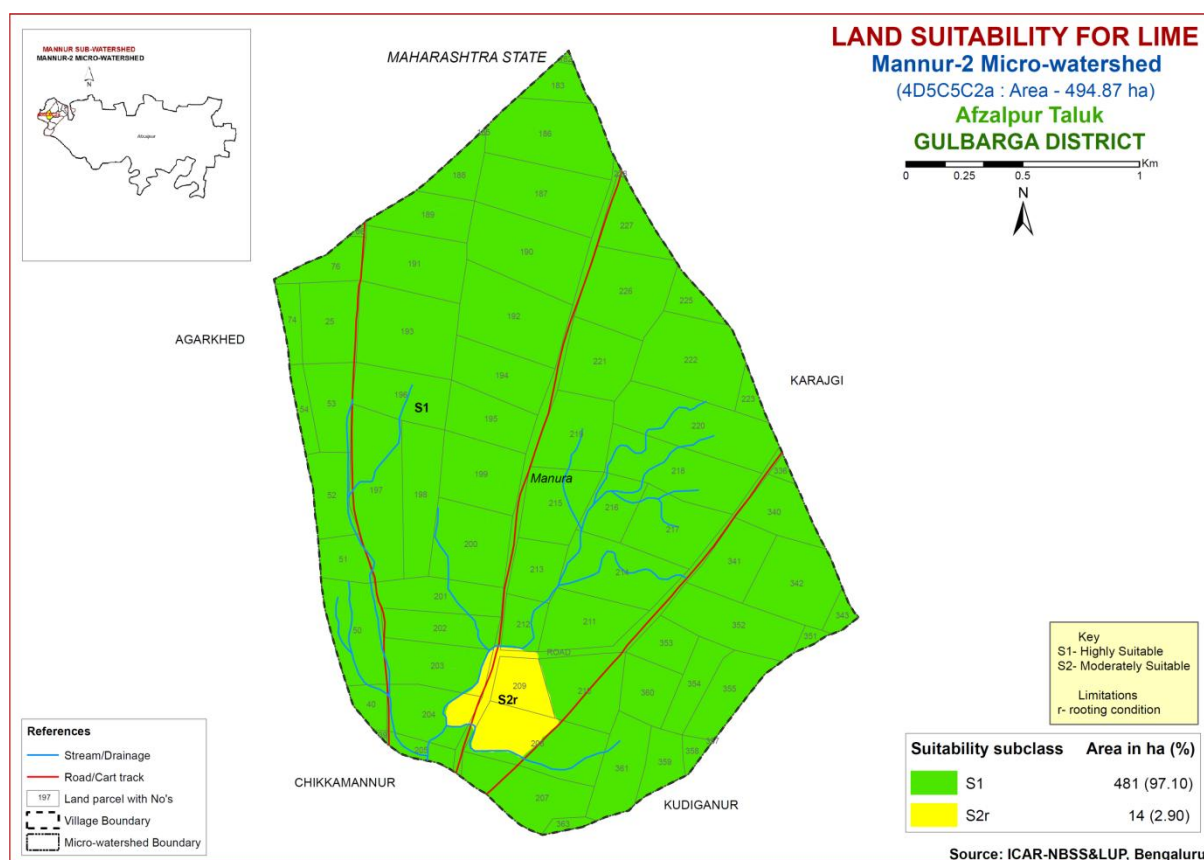 MANNUR SUB-WATERSHED
MANNUR-2 MICRO-WATERSHED
N
Afzalpur
MAHARASHTRA STATE
LAND SUITABILITY FOR LIME
Mannur-2 Micro-watershed
(4D5C5C2a : Area - 494.87 ha)
Afzalpur Taluk
GULBARGA DISTRICT
Km
0 0.25 0.5 1
N
183
186
188 187
189
227
190
76 191
226
225
74 25
192
193
221 222
AGARKHED
KARAJGI
194
196
53
54
S1
223
195
219 220
199
218
Manura
52 197 198 215 216
340
217
200
213 214
51
341
342
201
212 211
343
50 202
352
351
353
ROAD
203
209
S2r
360 354 355
40 204
205
208
358
361 359
207
363
CHIKKAMANNUR
KUDIGANUR
Key
S1- Highly Suitable
S2- Moderately Suitable
Limitations
r- rooting condition
References
Stream/Drainage
Road/Cart track
197 Land parcel with No's
Village Boundary
Micro-watershed Boundary
Suitability subclass Area in ha (%)
S1 481 (97.10)
S2r 14 (2.90)
Source: ICAR-NBSS&LUP, Bengaluru